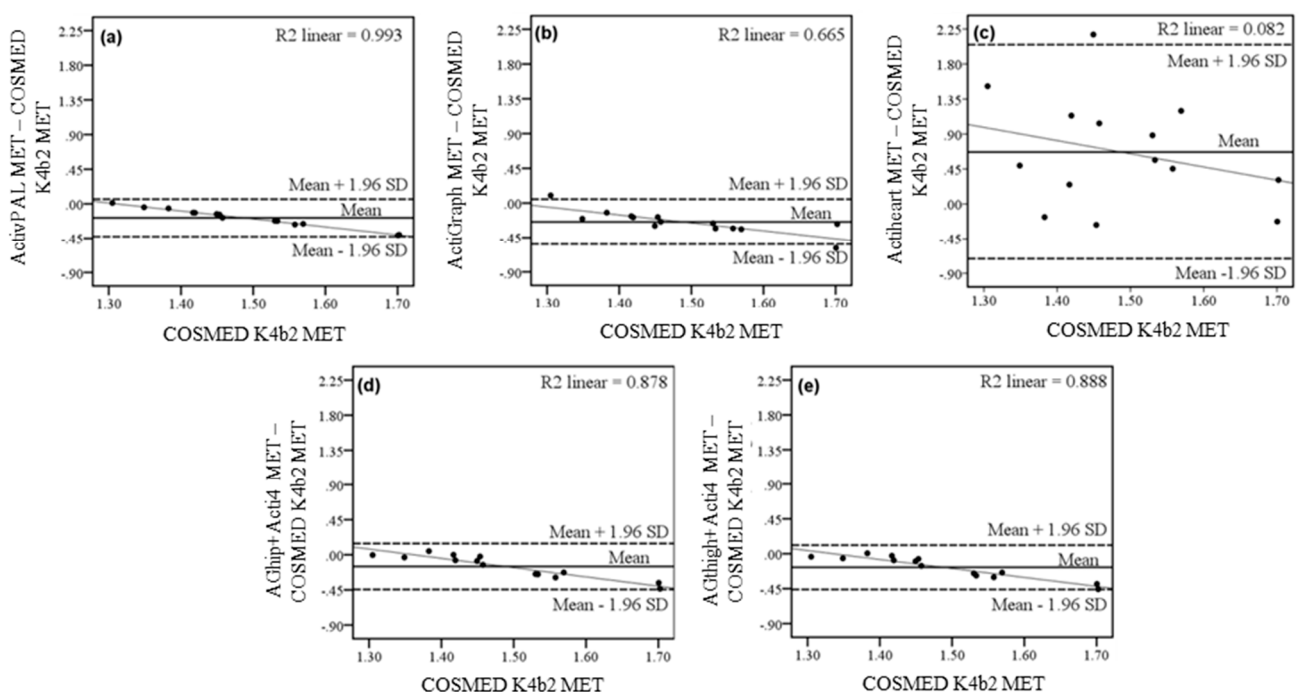 (a)
R2 linear = 0.993
2.25
1.80
1.35
.90
.45
.00
-.45
-.90
ActivPAL MET – COSMED
K4b2 MET
Mean + 1.96 SD
Mean
Mean - 1.96 SD
1.30 1.40 1.50 1.60 1.70
COSMED K4b2 MET
(b)
R2 linear = 0.665
2.25
1.80
1.35
.90
.45
.00
-.45
-.90
ActiGraph MET – COSMED
K4b2 MET
Mean + 1.96 SD
Mean
Mean - 1.96 SD
1.30 1.40 1.50 1.60 1.70
COSMED K4b2 MET
(c)
R2 linear = 0.082
2.25
1.80
1.35
.90
.45
.00
-.45
-.90
Actiheart MET – COSMED
K4b2 MET
Mean + 1.96 SD
Mean
Mean -1.96 SD
1.30 1.40 1.50 1.60 1.70
COSMED K4b2 MET
(d)
R2 linear = 0.878
2.25
1.80
1.35
.90
.45
.00
-.45
-.90
AGhip+Acti4 MET –
COSMED K4b2 MET
Mean + 1.96 SD
Mean
Mean - 1.96 SD
1.30 1.40 1.50 1.60 1.70
COSMED K4b2 MET
(e)
R2 linear = 0.888
2.25
1.80
1.35
.90
.45
.00
-.45
-.90
AGthigh+Acti4 MET –
COSMED K4b2 MET
Mean + 1.96 SD
Mean
Mean - 1.96 SD
1.30 1.40 1.50 1.60 1.70
COSMED K4b2 MET